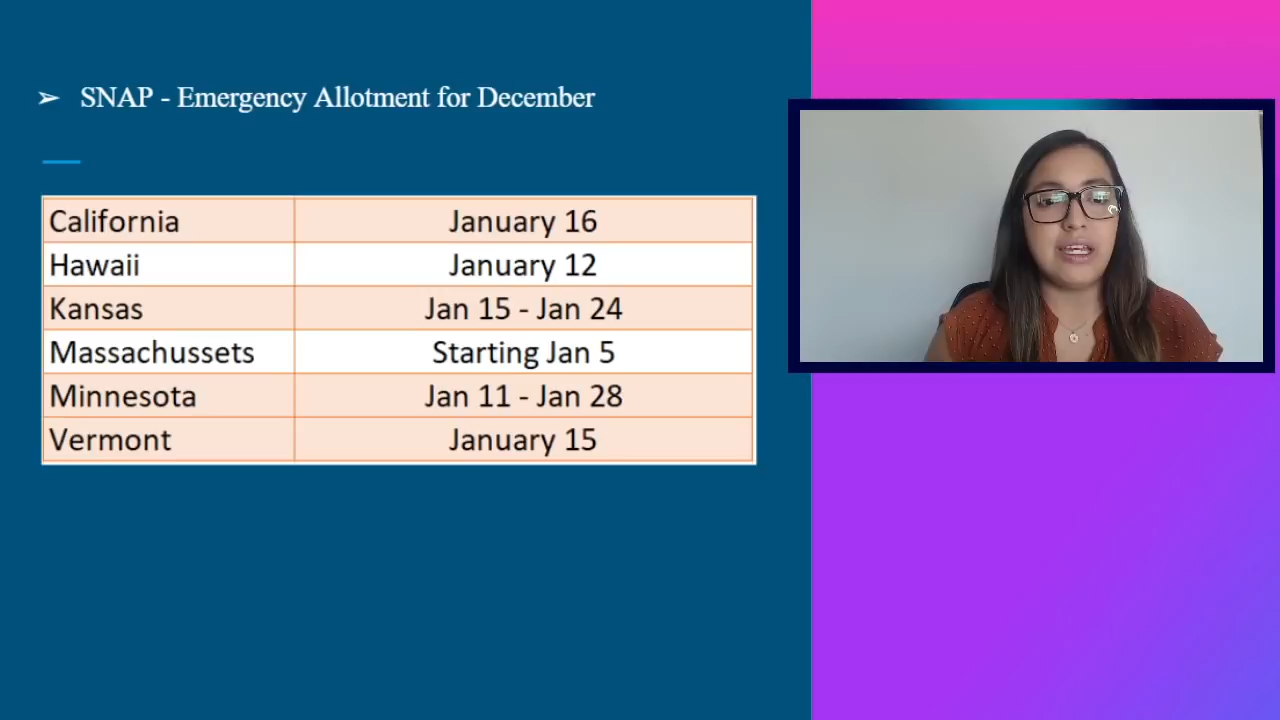 ➢ SNAP - Emergency Allotment for December
California January 16
Hawaii January 12
Kansas Jan 15 - Jan 24
Massachussets Starting Jan 5
Minnesota Jan 11 - Jan 28
Vermont January 15